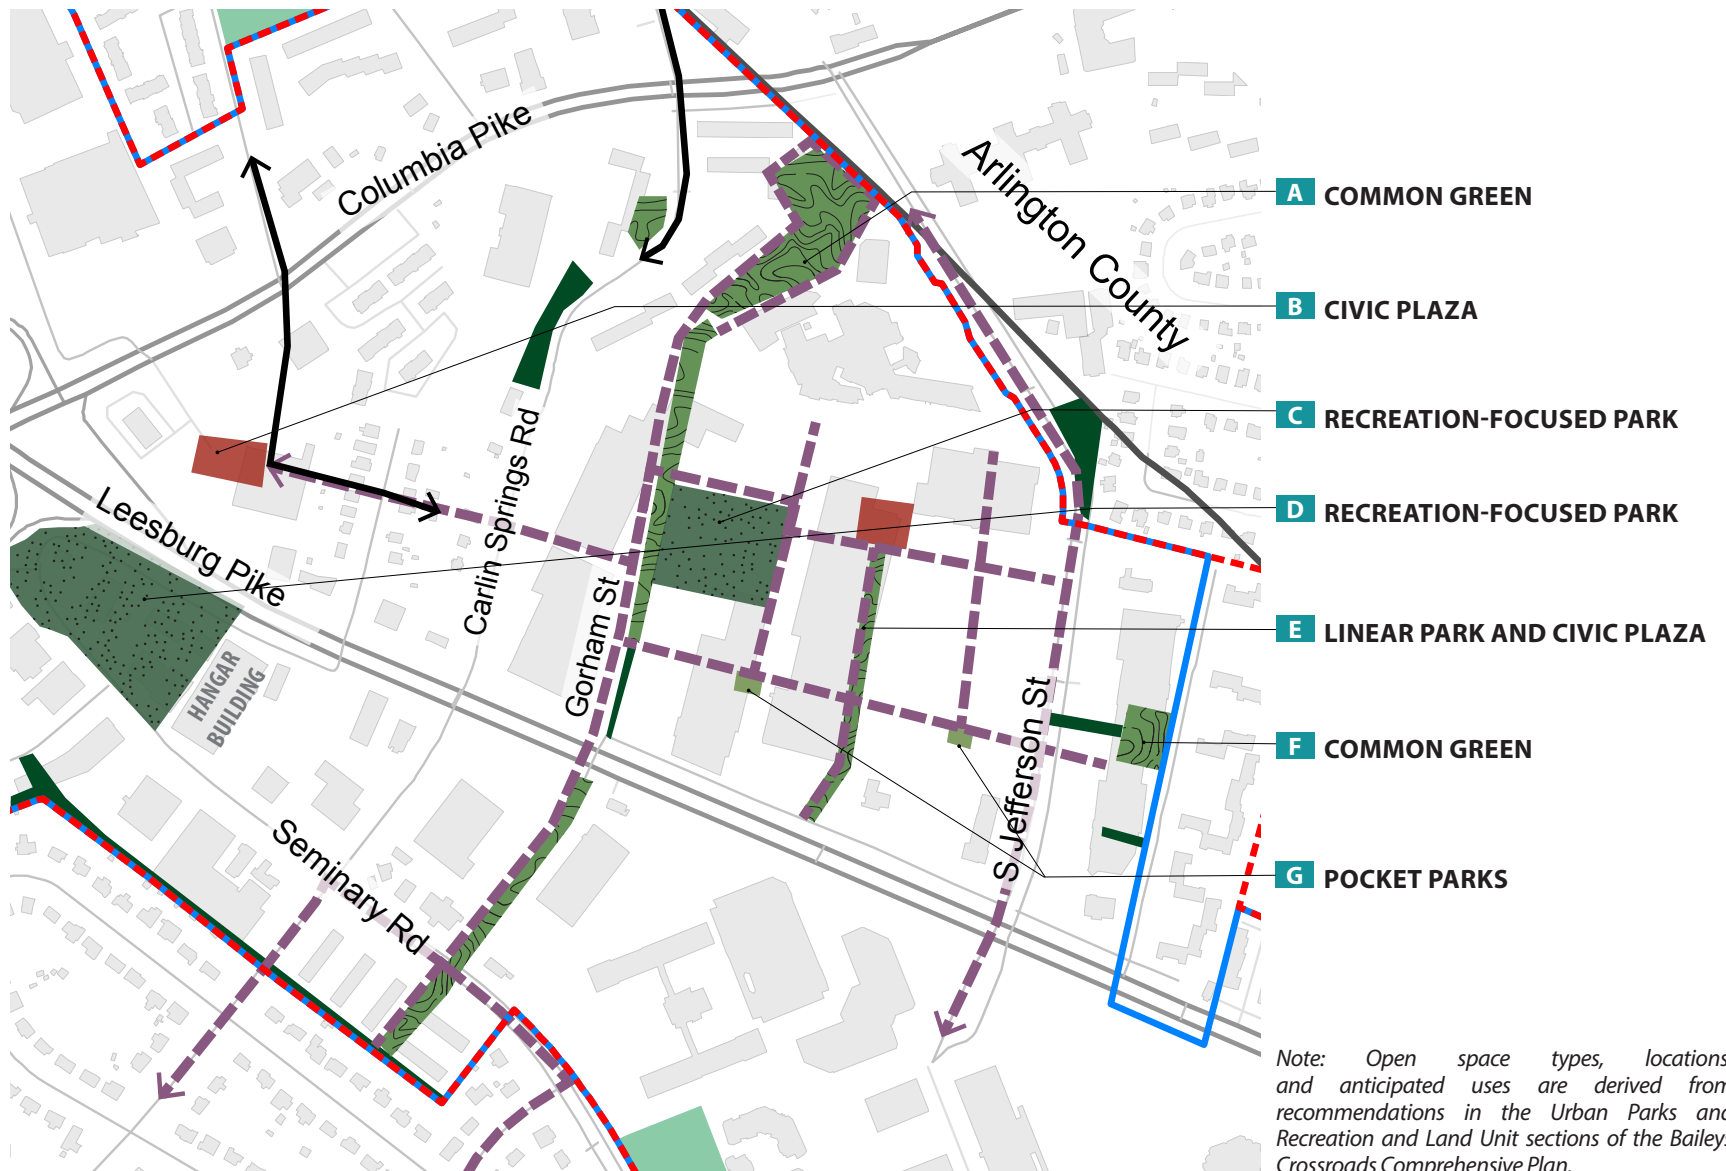 Columbia Pike
Arlington County
Leesburg Pike
Carlin Springs Rd
Gorham St
HANGAR
BUILDING
S Jefferson St
Seminary Rd
A COMMON GREEN
B CIVIC PLAZA
C RECREATION-FOCUSED PARK
D RECREATION-FOCUSED PARK
E LINEAR PARK AND CIVIC PLAZA
F COMMON GREEN
G POCKET PARKS
Note: Open space types, locations
and anticipated uses are derived from
recommendations in the Urban Parks and
Recreation and Land Unit sections of the Bailey
Crossroads Comprehensive Plan.